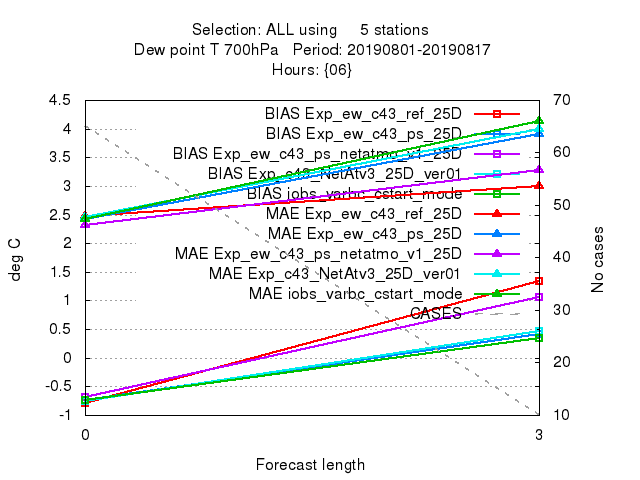 Selection: ALL using 5 stations
Dew point T 700hPa Period: 20190801-20190817
Hours: {06}
4.5
4
3.5
3
2.5
2
1.5
1
0.5
0
-0.5
-1
deg C
BIAS Exp_ew_c43_ref_25D
BIAS Exp_ew_c43_ps_25D
BIAS Exp_ew_c43_ps_netatmo_v1_25D
BIAS Exp_c43_NetAtv3_25D_ver01
BIAS iobs_varbc_cstart_mode
MAE Exp_ew_c43_ref_25D
MAE Exp_ew_c43_ps_25D
MAE Exp_ew_c43_ps_netatmo_v1_25D
MAE Exp_c43_NetAtv3_25D_ver01
MAE iobs_varbc_cstart_mode
CASES
70
60
50
40
30
20
10
No cases
0 3
Forecast length